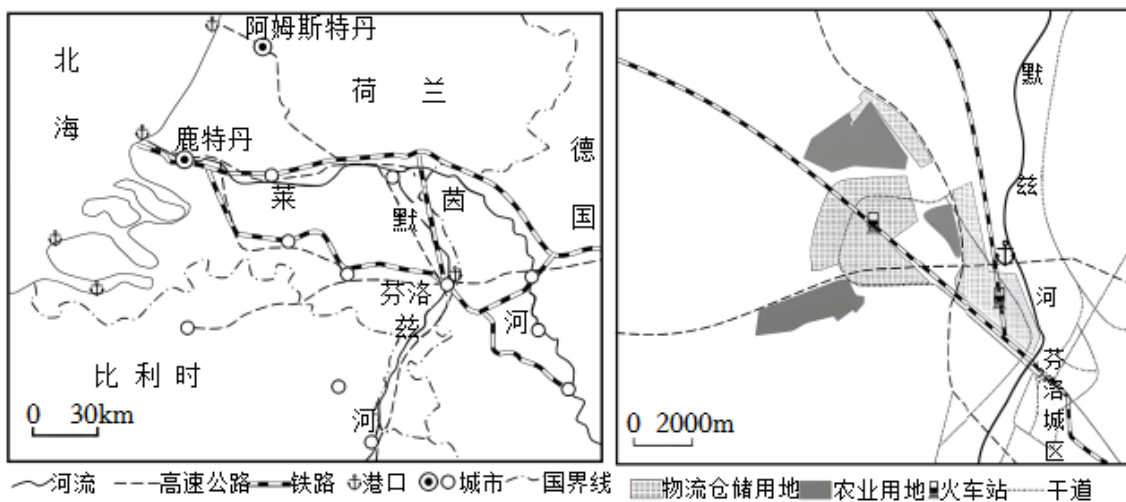 北海
阿姆斯特丹
荷兰
鹿特丹
德国
莱茵河
默兹河
芬洛
比利时
0 30km
河流 高速公路 铁路 港口 城市 国界线
默兹河
芬洛城区
0 2000m
物流仓储用地 农业用地 火车站 干道